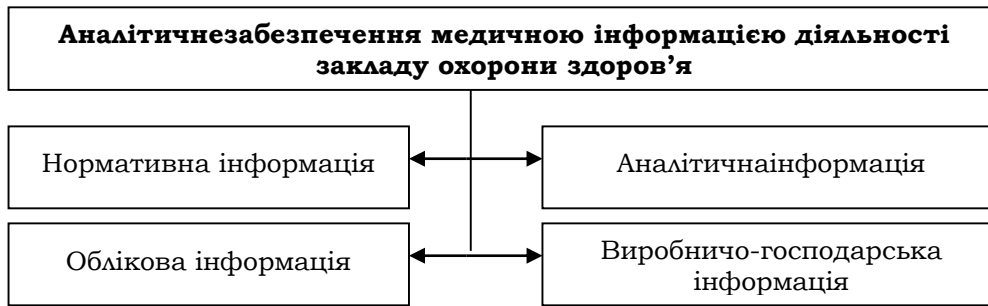 Аналітичнезабезпечення медичною інформацією діяльності
закладу охорони здоров’я
Нормативна інформація
Аналітичнаінформація
Облікова інформація
Виробничо-господарська
інформація